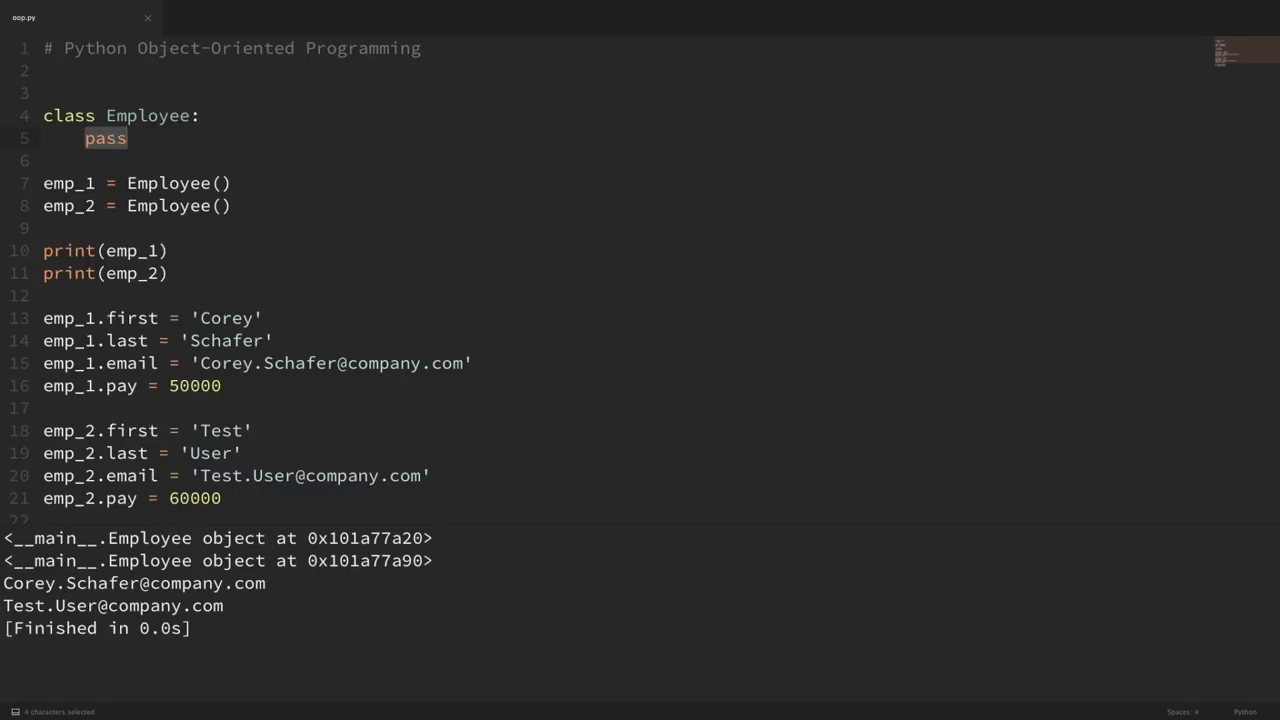 oop.py ×
1 # Python Object-Oriented Programming
2
3
4 class Employee:
5     pass
6
7 emp_1 = Employee()
8 emp_2 = Employee()
9
10 print(emp_1)
11 print(emp_2)
12
13 emp_1.first = 'Corey'
14 emp_1.last = 'Schafer'
15 emp_1.email = 'Corey.Schafer@company.com'
16 emp_1.pay = 50000
17
18 emp_2.first = 'Test'
19 emp_2.last = 'User'
20 emp_2.email = 'Test.User@company.com'
21 emp_2.pay = 60000
22
<__main__.Employee object at 0x101a77a20>
<__main__.Employee object at 0x101a77a90>
Corey.Schafer@company.com
Test.User@company.com
[Finished in 0.0s]
4 characters selected Spaces: 4 Python